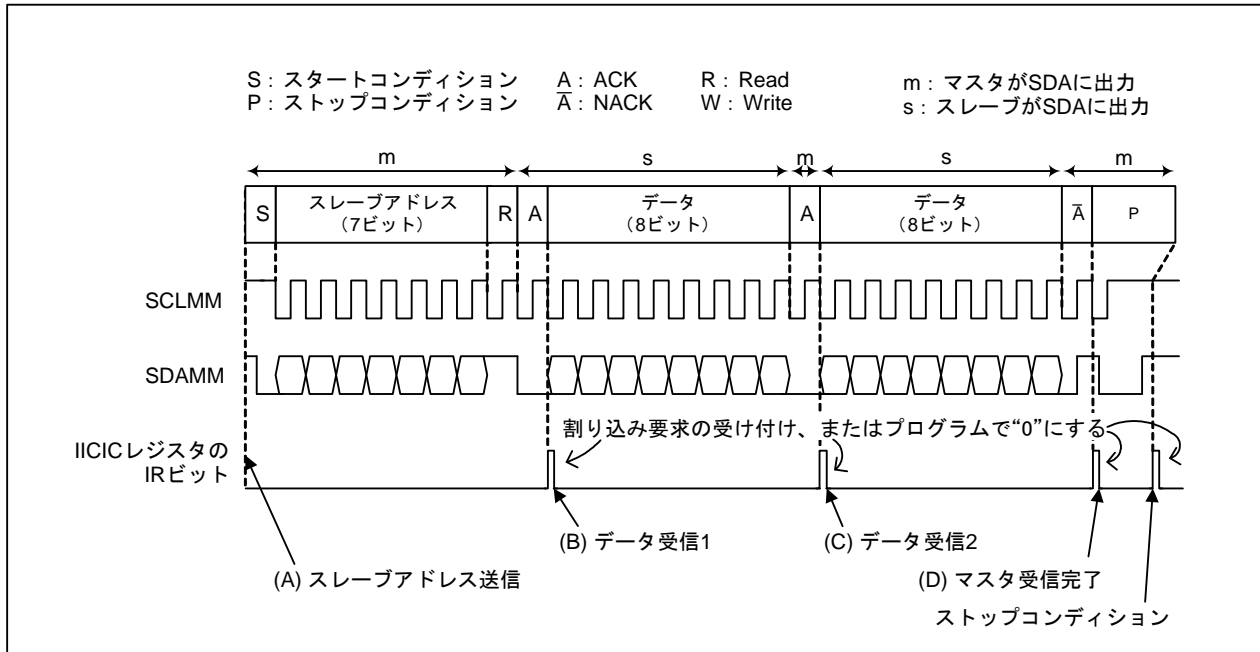 S：スタートコンディション A：ACK R：Read m：マスタがSDAに出力
P：ストップコンディション A̅：NACK W：Write s：スレーブがSDAに出力
m s m s m
S スレーブアドレス（7ビット） R A データ（8ビット） A データ（8ビット） A̅ P
SCLMM
SDAMM
割り込み要求の受け付け、またはプログラムで“0”にする
IICICレジスタの
IRビット
(B) データ受信1 (C) データ受信2
(A) スレーブアドレス送信 (D) マスタ受信完了
ストップコンディション